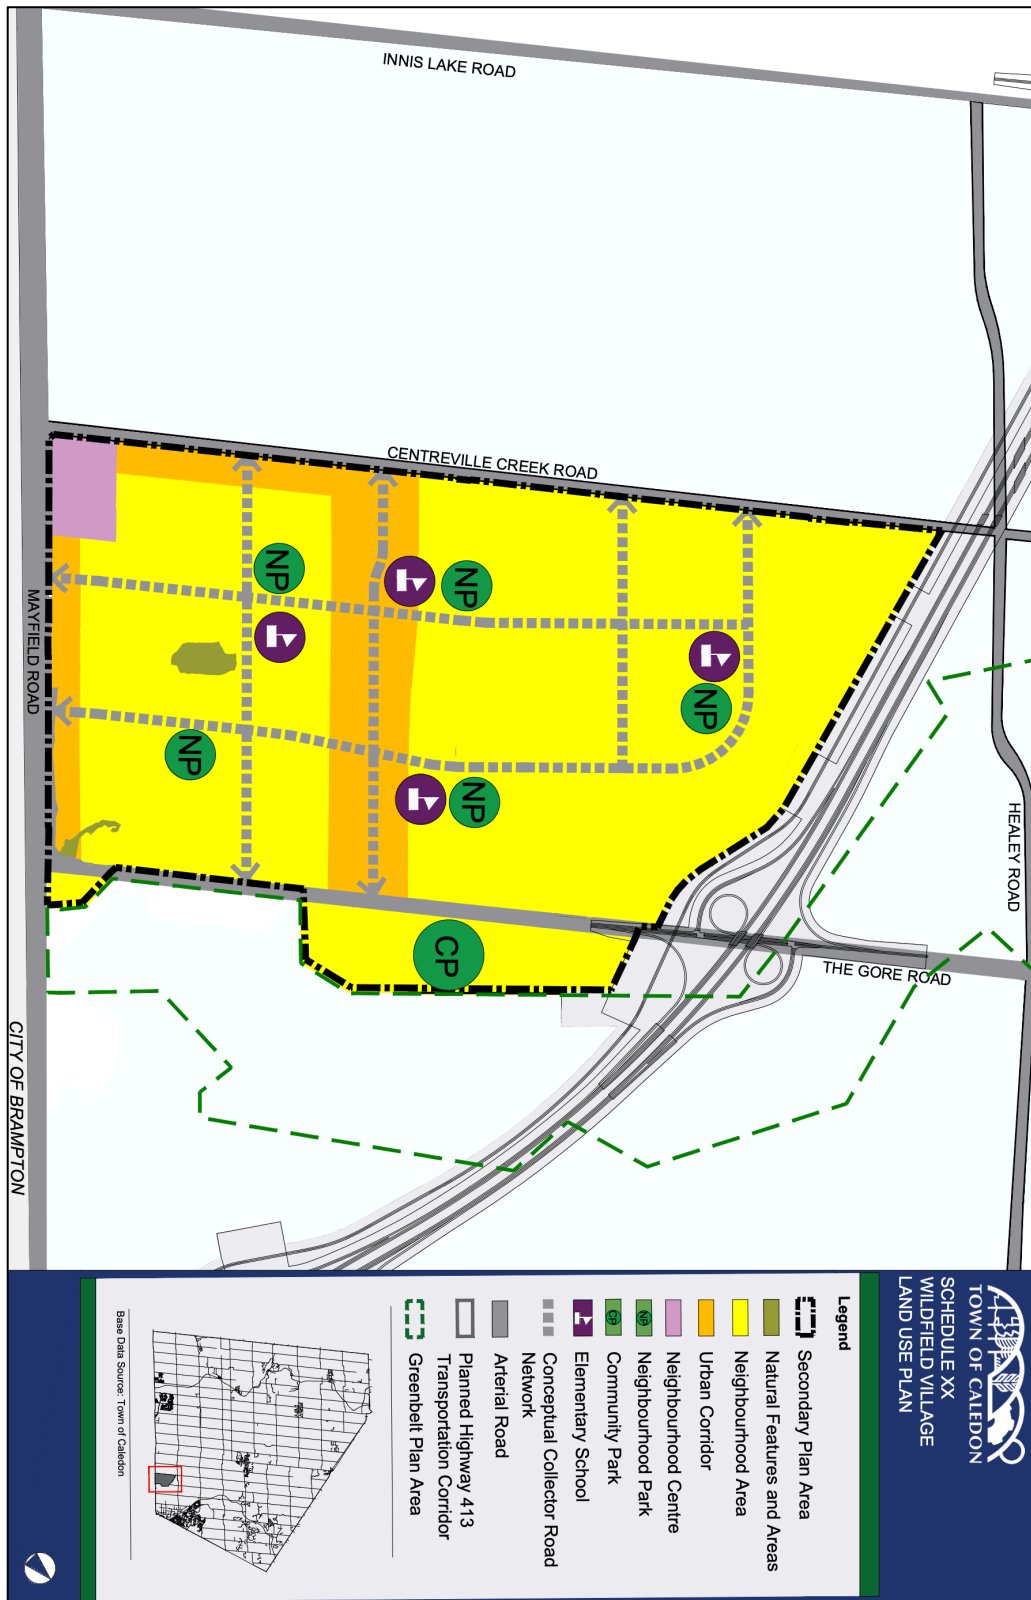 INNIS LAKE ROAD
CENTREVILLE CREEK ROAD
HEALEY ROAD
MAYFIELD ROAD
THE GORE ROAD
CITY OF BRAMPTON
NP
NP
NP
NP
NP
CP
TOWN OF CALEDON
SCHEDULE XX
WILDFIELD VILLAGE
LAND USE PLAN
Legend
Secondary Plan Area
Natural Features and Areas
Neighbourhood Area
Urban Corridor
Neighbourhood Centre
NP Neighbourhood Park
CP Community Park
Elementary School
Conceptual Collector Road
Network
Arterial Road
Planned Highway 413
Transportation Corridor
Greenbelt Plan Area
Base Data Source: Town of Caledon